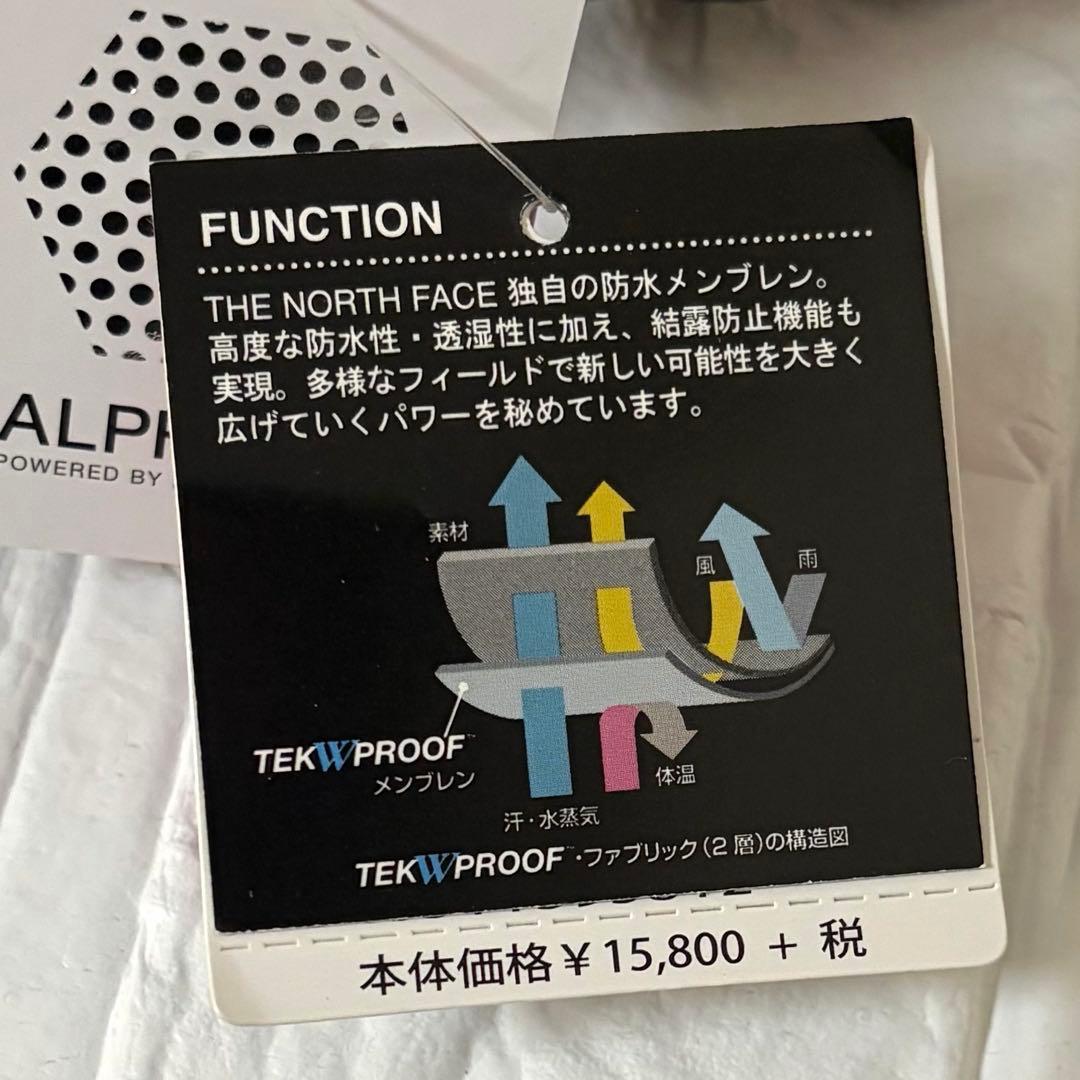 FUNCTION
THE NORTH FACE 独自の防水メンブレン。
高度な防水性・透湿性に加え、結露防止機能も
実現。多様なフィールドで新しい可能性を大きく
広げていくパワーを秘めています。
ALPH
POWERED BY
素材
風
雨
TEKWPROOF™
メンブレン
体温
汗・水蒸気
TEKWPROOF™・ファブリック(2層)の構造図
本体価格¥15,800 + 税